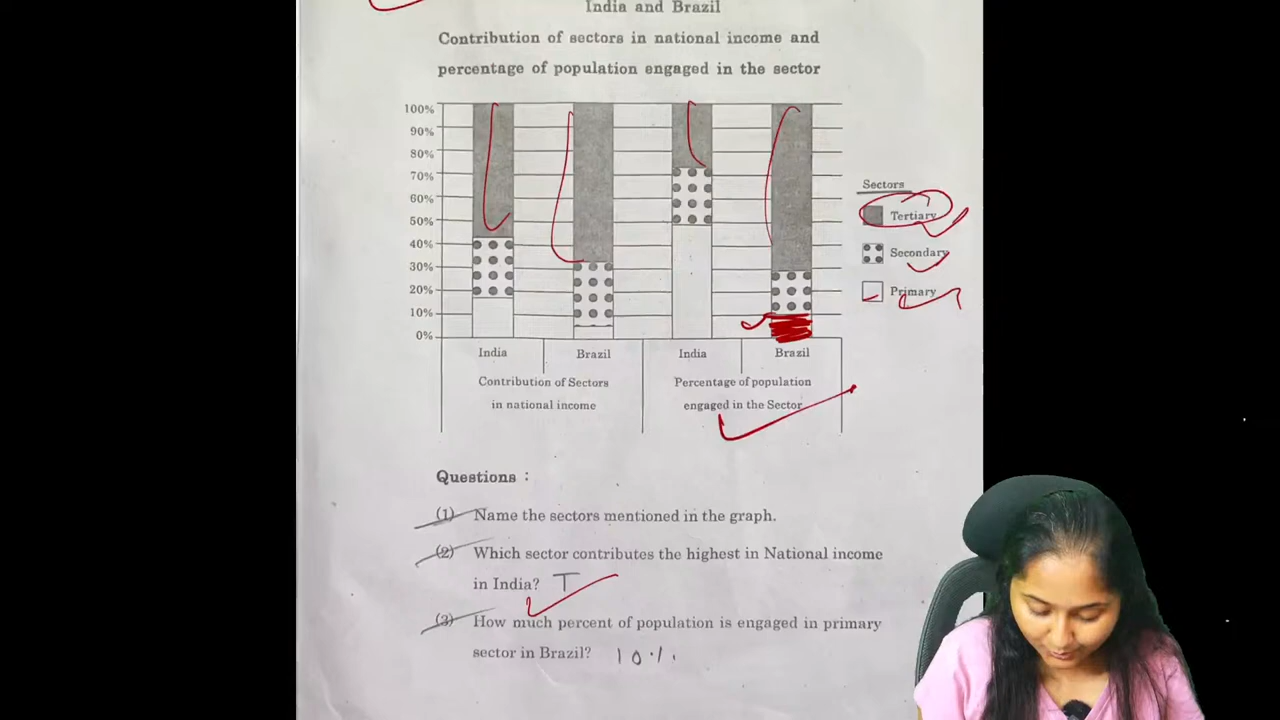 India and Brazil
Contribution of sectors in national income and
percentage of population engaged in the sector
100%
90%
80%
70%
60%
50%
40%
30%
20%
10%
0%
Sectors
Tertiary
Secondary
Primary
India
Brazil
India
Brazil
Contribution of Sectors
in national income
Percentage of population
engaged in the Sector
Questions :
(1) Name the sectors mentioned in the graph.
(2) Which sector contributes the highest in National income
in India? T
(3) How much percent of population is engaged in primary
sector in Brazil? 10%